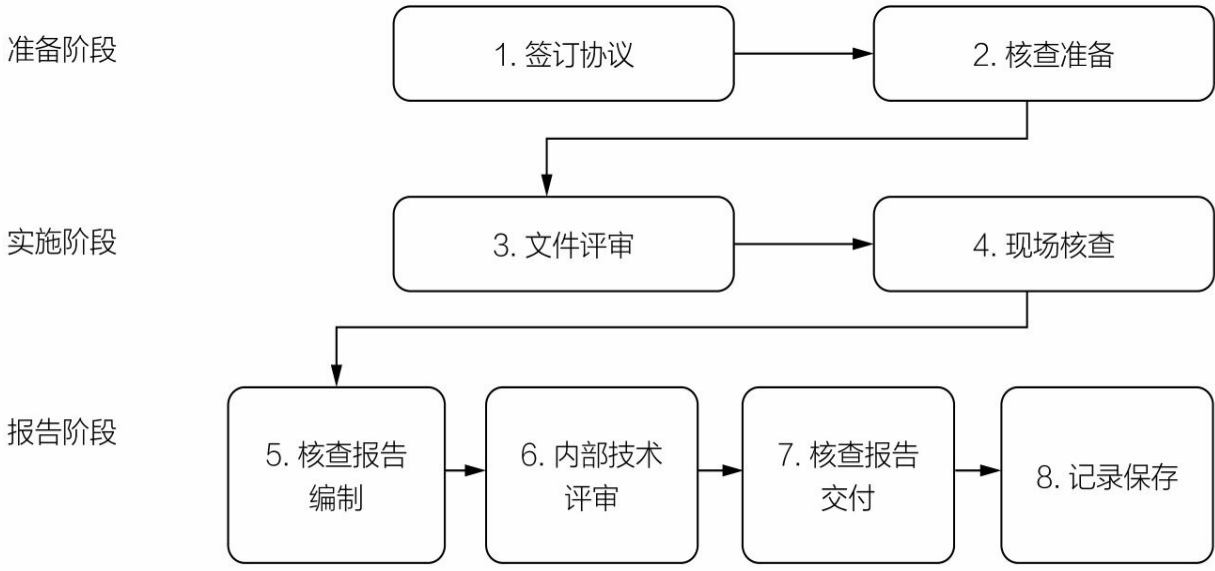 准备阶段
1. 签订协议
2. 核查准备
实施阶段
3. 文件评审
4. 现场核查
报告阶段
5. 核查报告
编制
6. 内部技术
评审
7. 核查报告
交付
8. 记录保存